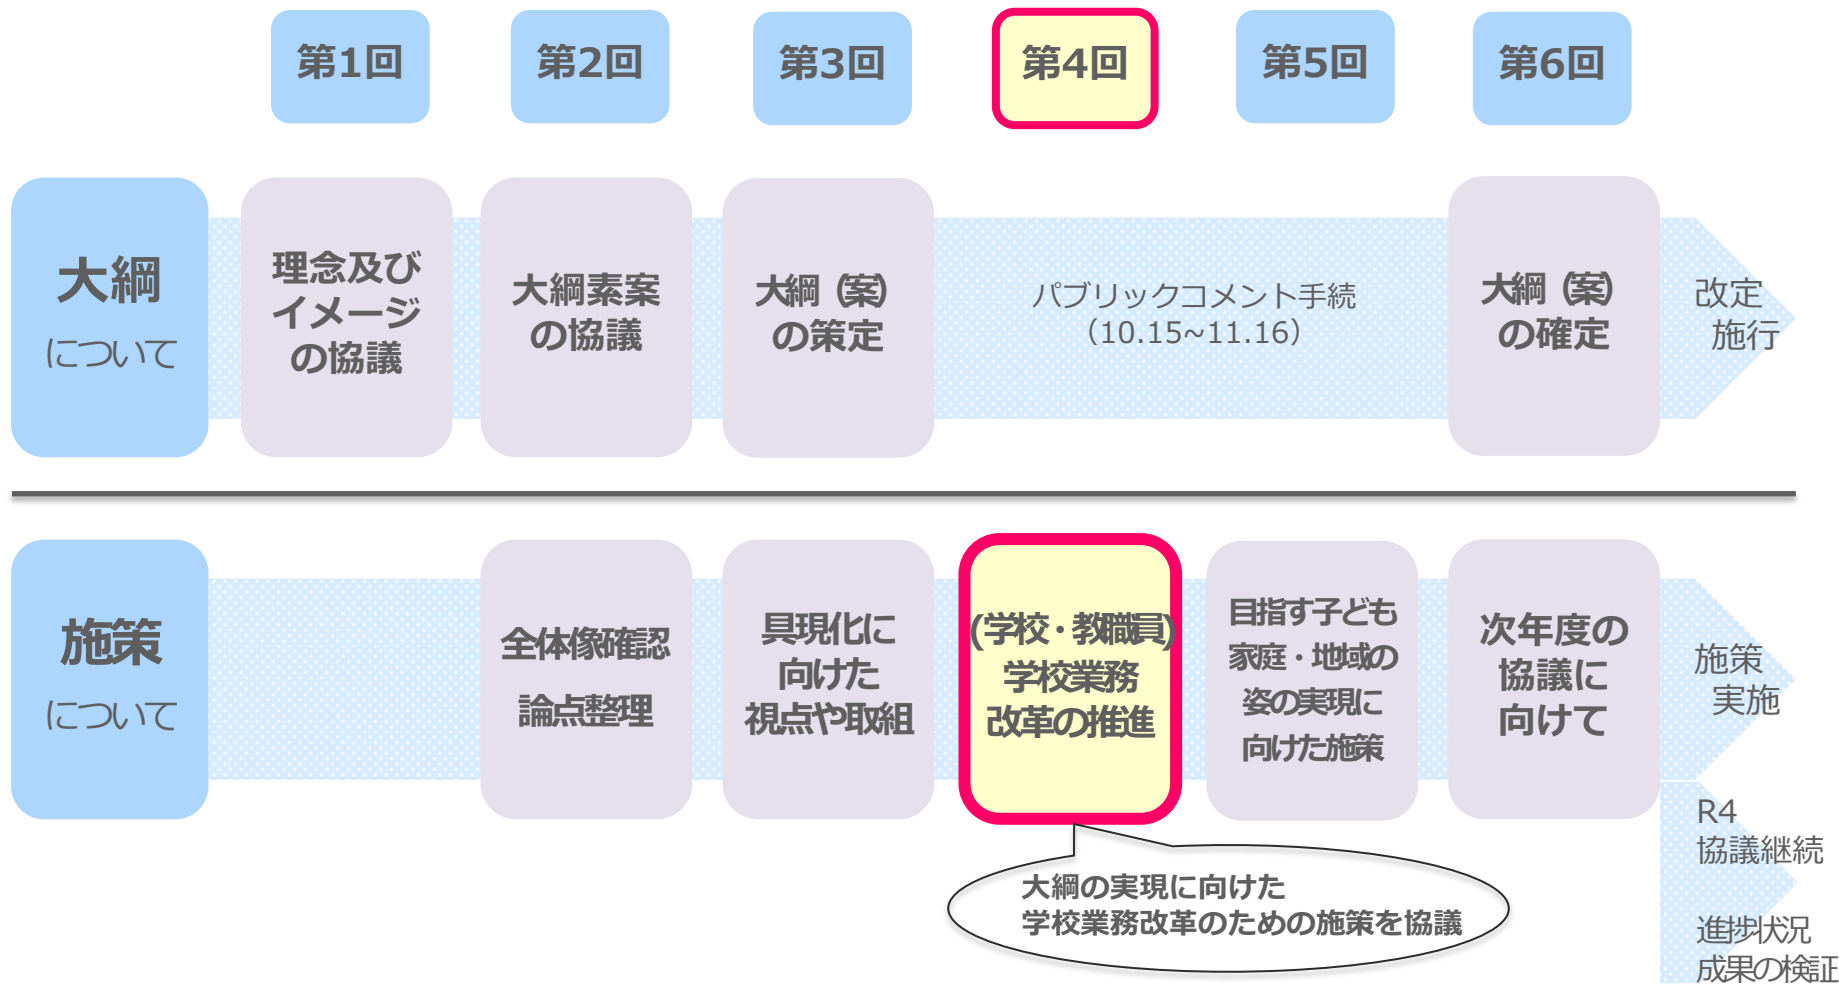 第1回
第2回
第3回
第4回
第5回
第6回
大綱
について
理念及び
イメージ
の協議
大綱素案
の協議
大綱（案）
の策定
パブリックコメント手続
（10.15~11.16）
大綱（案）
の確定
改定
施行
施策
について
全体像確認
論点整理
具現化に
向けた
視点や取組
(学校・教職員)
学校業務
改革の推進
目指す子ども
家庭・地域の
姿の実現に
向けた施策
次年度の
協議に
向けて
施策
実施
大綱の実現に向けた
学校業務改革のための施策を協議
R4
協議継続
進捗状況
成果の検証